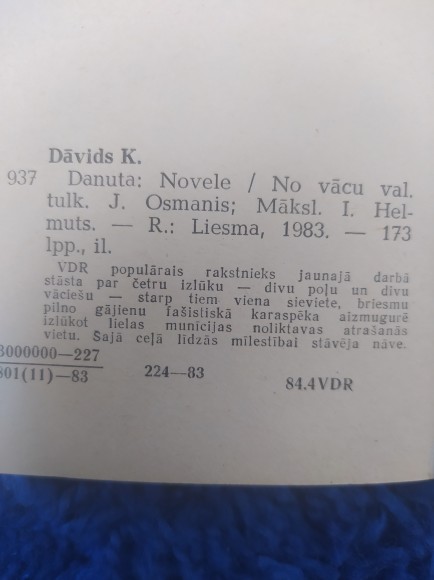 Dāvids K.
937 Danuta: Novele / No vācu val.
tulk. J. Osmanis; Māksl. I. Hel-
muts. — R.: Liesma, 1983. — 173
lpp., il.
VDR populārais rakstnieks jaunajā darbā
stāsta par četru izlūku — divu poļu un divu
vāciešu — starp tiem viena sieviete, briesmu
pilno gājienu fašistiskā karaspēka aizmugurē
izlūkot lielas munīcijas noliktavas atrašanās
vietu. Šajā ceļā līdzās mīlestībai stāvēja nāve.
3000000—227
801(11)—83
224—83
84.4VDR